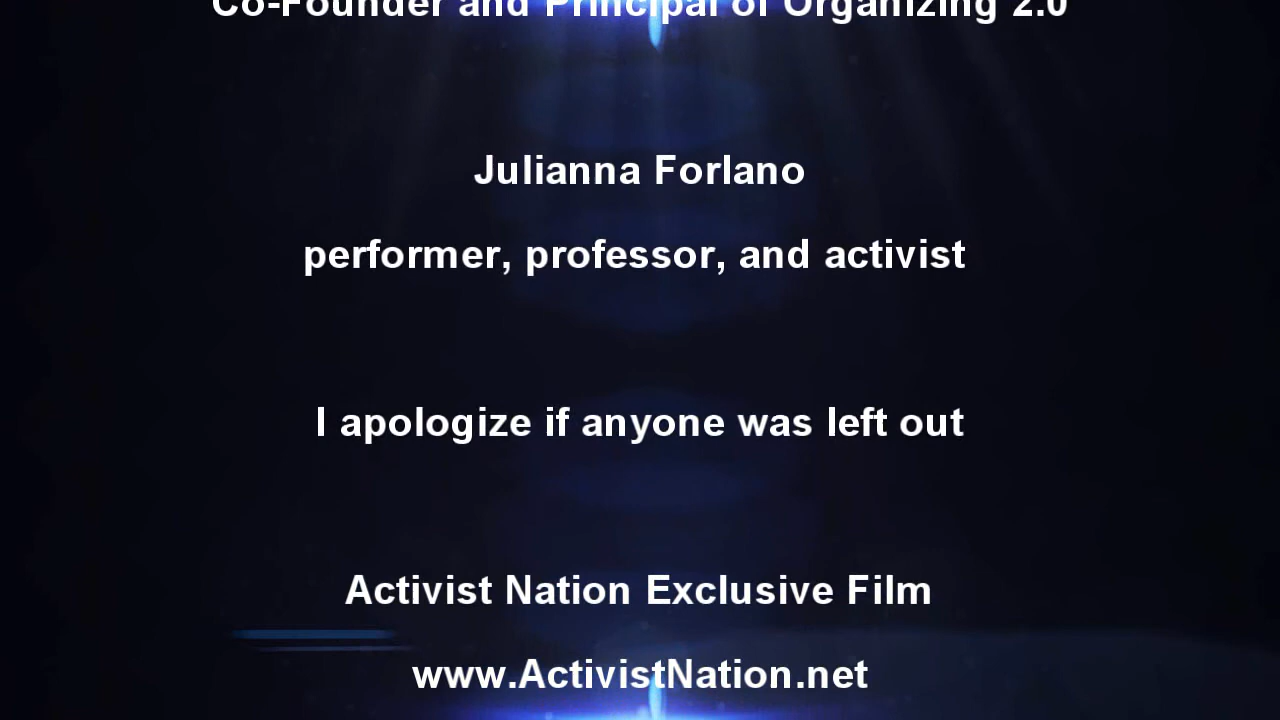 Co-Founder and Principal of Organizing 2.0
Julianna Forlano
performer, professor, and activist
I apologize if anyone was left out
Activist Nation Exclusive Film
www.ActivistNation.net